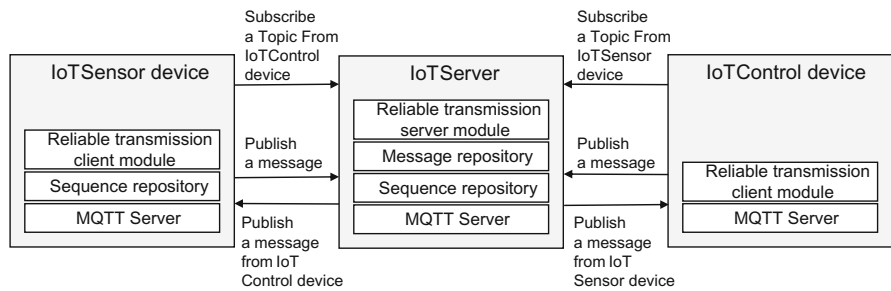 Subscribe
a Topic From
IoTControl
device
Subscribe
a Topic From
IoTSensor
device
IoTSensor device
Reliable transmission
client module
Sequence repository
MQTT Server
Publish
a message
Publish
a message
from IoT
Control device
IoTServer
Reliable transmission
server module
Message repository
Sequence repository
MQTT Server
Publish
a message
Publish
a message
from IoT
Sensor device
IoTControl device
Reliable transmission
client module
MQTT Server